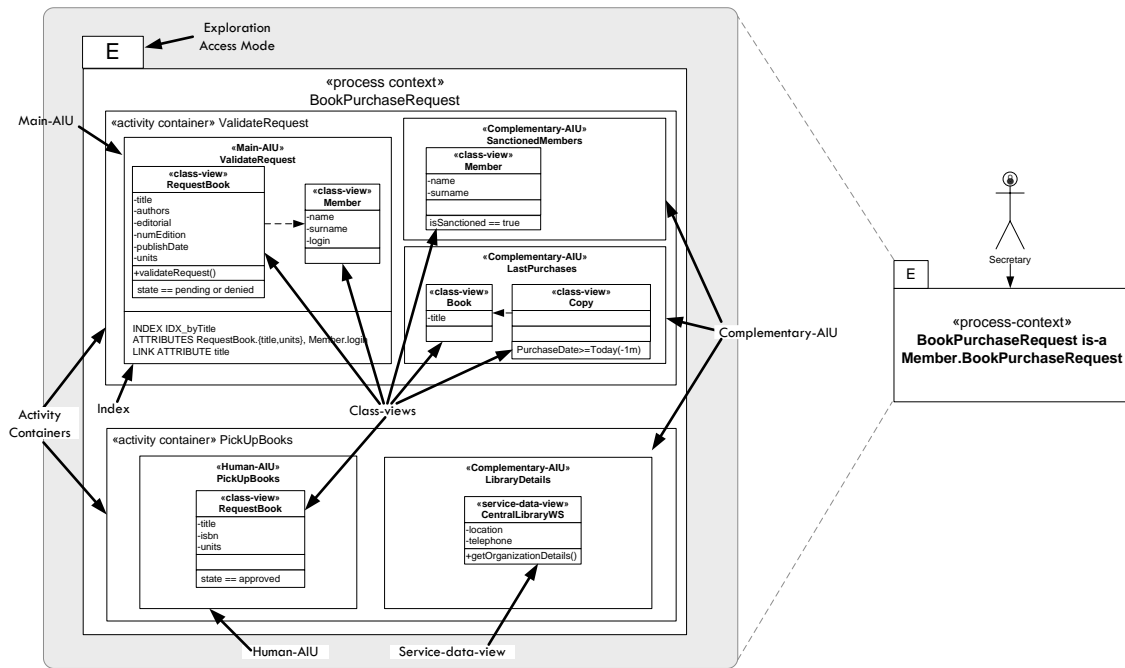 Exploration
Access Mode
E
«process context»
BookPurchaseRequest
Main-AIU
«activity container» ValidateRequest
«Main-AIU»
ValidateRequest
«class-view»
RequestBook
-title
-authors
-editorial
-numEdition
-publishDate
-units
+validateRequest()
state == pending or denied
«class-view»
Member
-name
-surname
-login
INDEX IDX_byTitle
ATTRIBUTES RequestBook.{title,units}, Member.login
LINK ATTRIBUTE title
«Complementary-AIU»
SanctionedMembers
«class-view»
Member
-name
-surname
isSanctioned == true
«Complementary-AIU»
LastPurchases
«class-view»
Book
-title
«class-view»
Copy
PurchaseDate>=Today(-1m)
Complementary-AIU
Index
Class-views
Activity
Containers
«activity container» PickUpBooks
«Human-AIU»
PickUpBooks
«class-view»
RequestBook
-title
-isbn
-units
state == approved
«Complementary-AIU»
LibraryDetails
«service-data-view»
CentralLibraryWS
-location
-telephone
+getOrganizationDetails()
Human-AIU
Service-data-view
Secretary
E
«process-context»
BookPurchaseRequest is-a
Member.BookPurchaseRequest